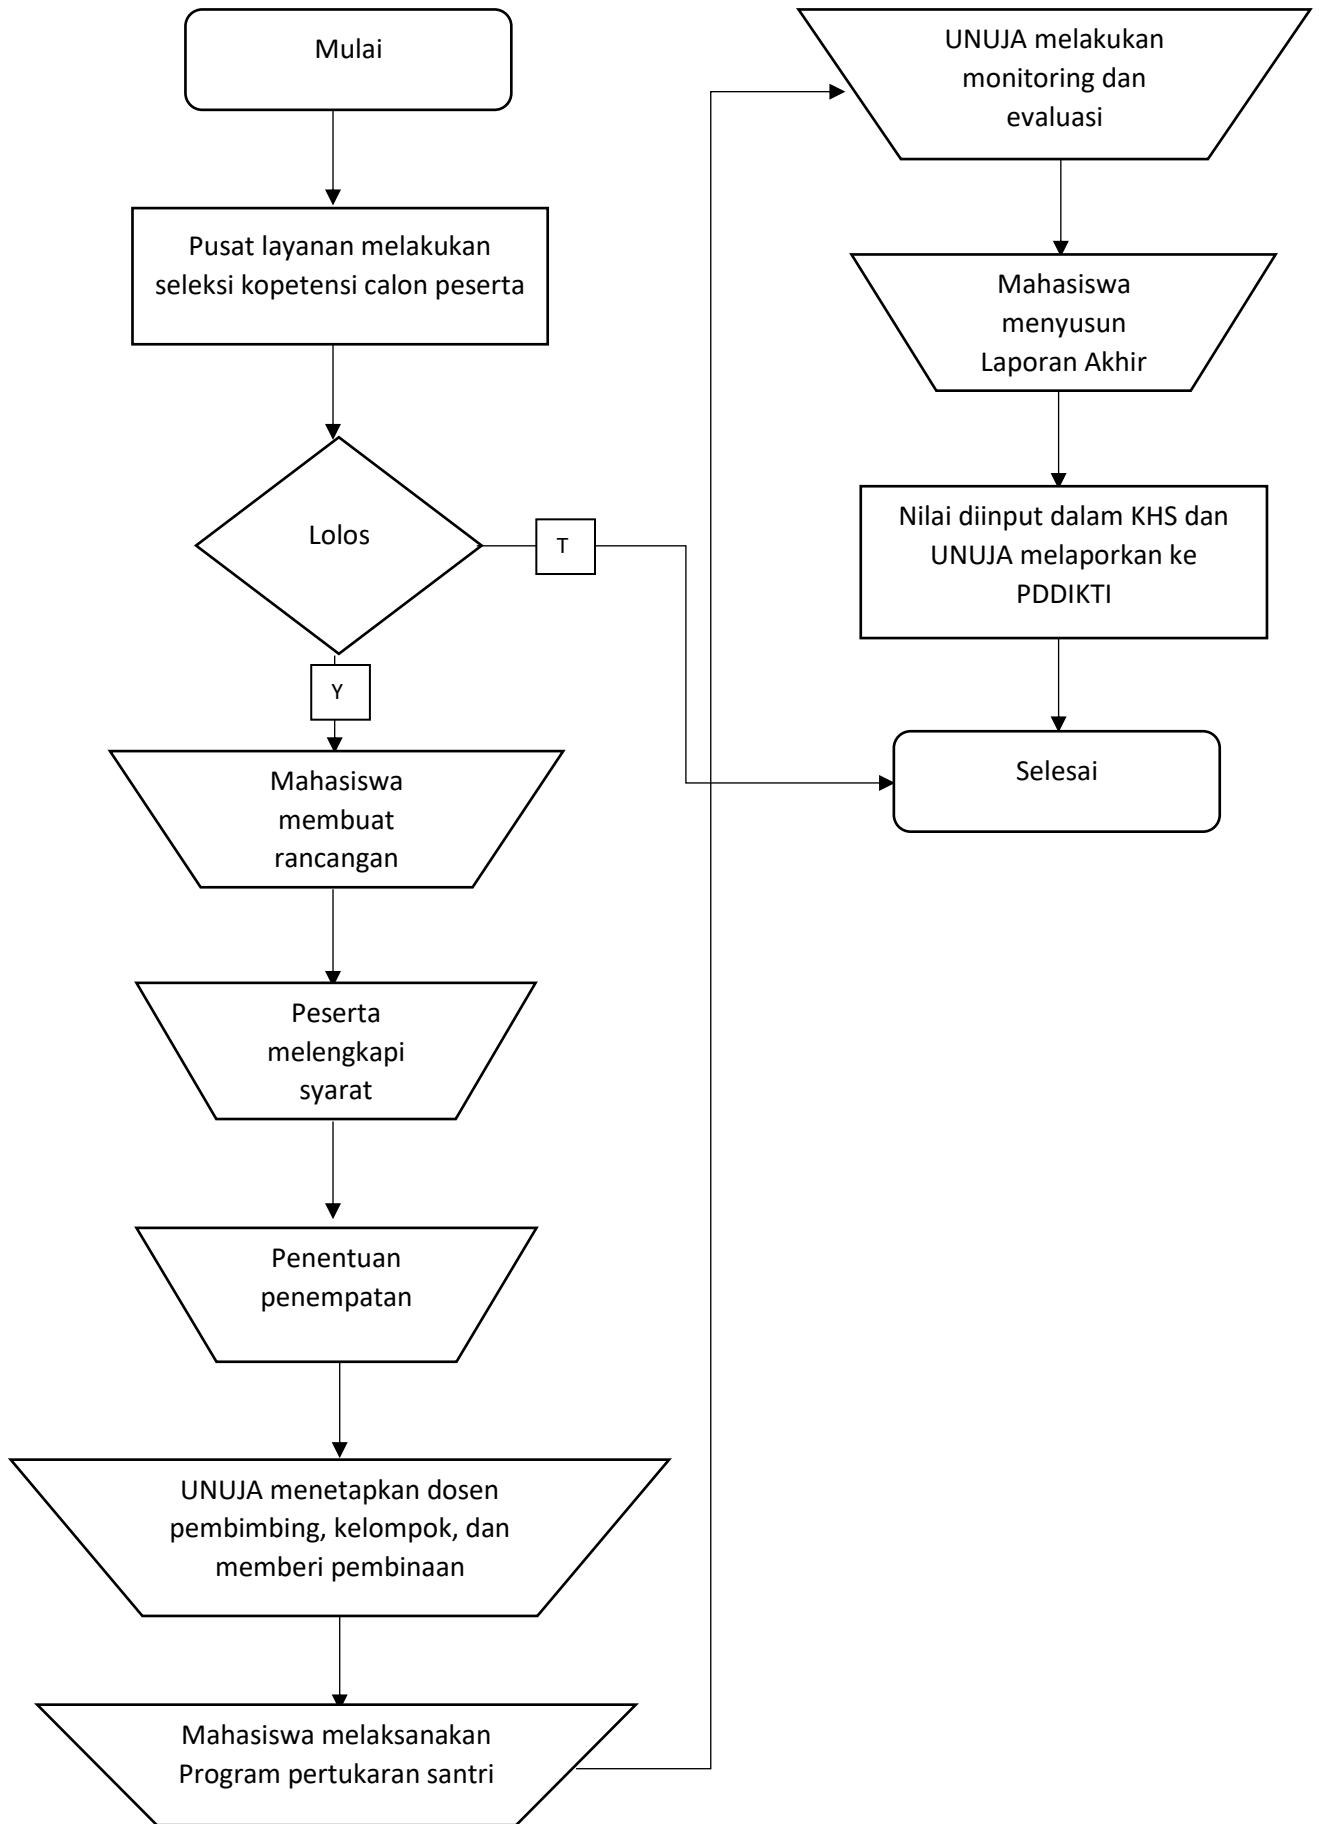 Mulai
Pusat layanan melakukan
seleksi kopetensi calon peserta
Lolos
T
Y
Mahasiswa
membuat
rancangan
Peserta
melengkapi
syarat
Penentuan
penempatan
UNUJA menetapkan dosen
pembimbing, kelompok, dan
memberi pembinaan
Mahasiswa melaksanakan
Program pertukaran santri
UNUJA melakukan
monitoring dan
evaluasi
Mahasiswa
menyusun
Laporan Akhir
Nilai diinput dalam KHS dan
UNUJA melaporkan ke
PDDIKTI
Selesai